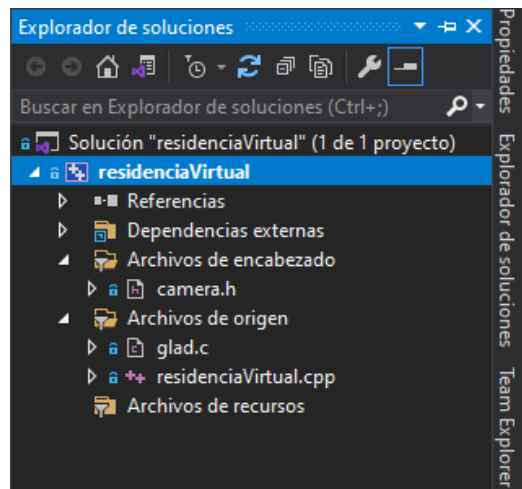 Explorador de soluciones
Buscar en Explorador de soluciones (Ctrl+;)
Solución "residenciaVirtual" (1 de 1 proyecto)
residenciaVirtual
Referencias
Dependencias externas
Archivos de encabezado
camera.h
Archivos de origen
glad.c
residenciaVirtual.cpp
Archivos de recursos
Propiedades
Explorador de soluciones
Team Explorer